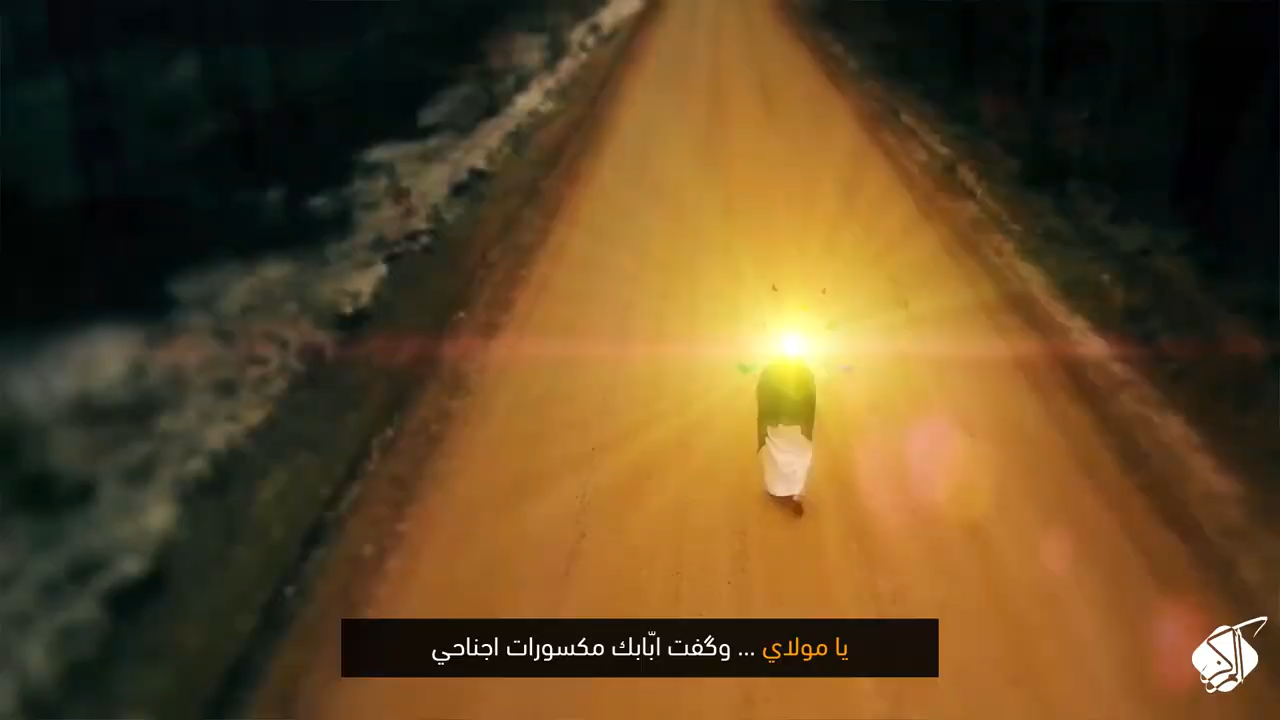 يا مولاي ... وگفت ابّابك مكسورات اجناحي